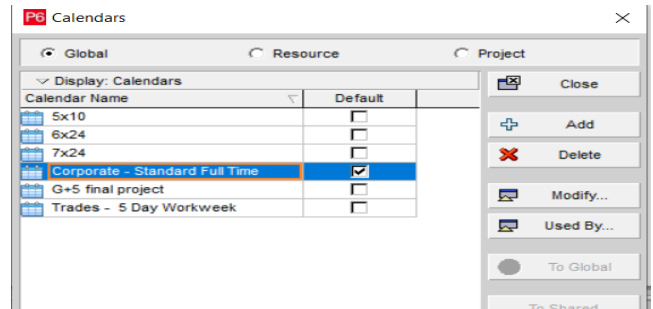 P6 Calendars
Global Resource Project
Display: Calendars
Close
Calendar Name Default
5x10
Add
6x24
7x24
Delete
Corporate - Standard Full Time
G+5 final project
Modify...
Trades - 5 Day Workweek
Used By...
To Global
To Shared